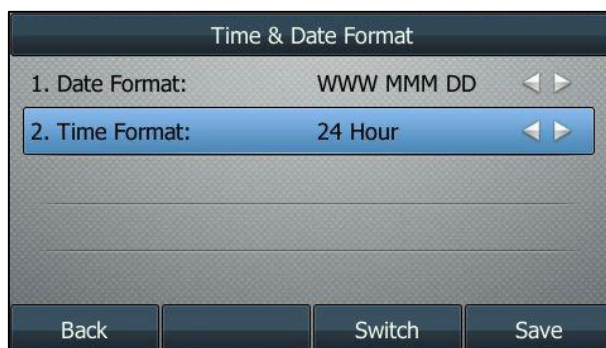 Time & Date Format
1. Date Format: WWW MMM DD
2. Time Format: 24 Hour
Back Switch Save